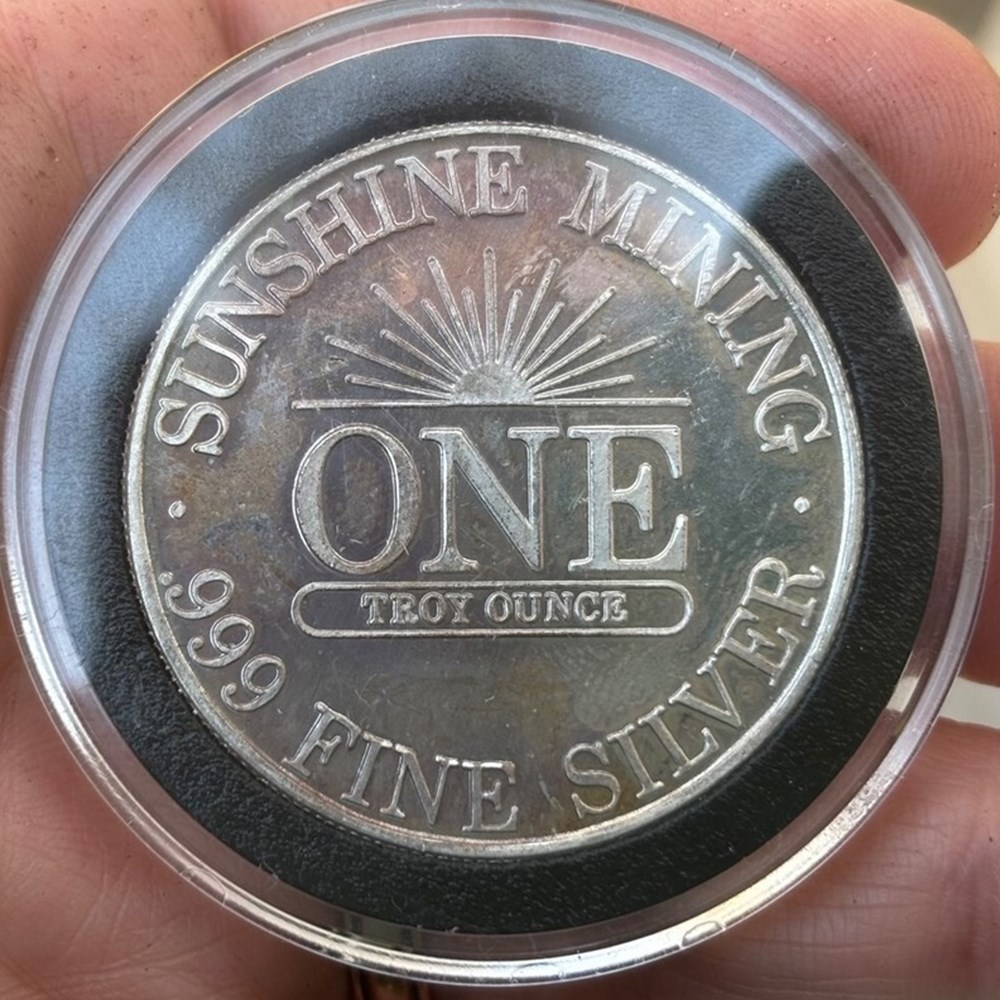 SUNSHINE MINING
ONE
TROY OUNCE
.999 FINE SILVER